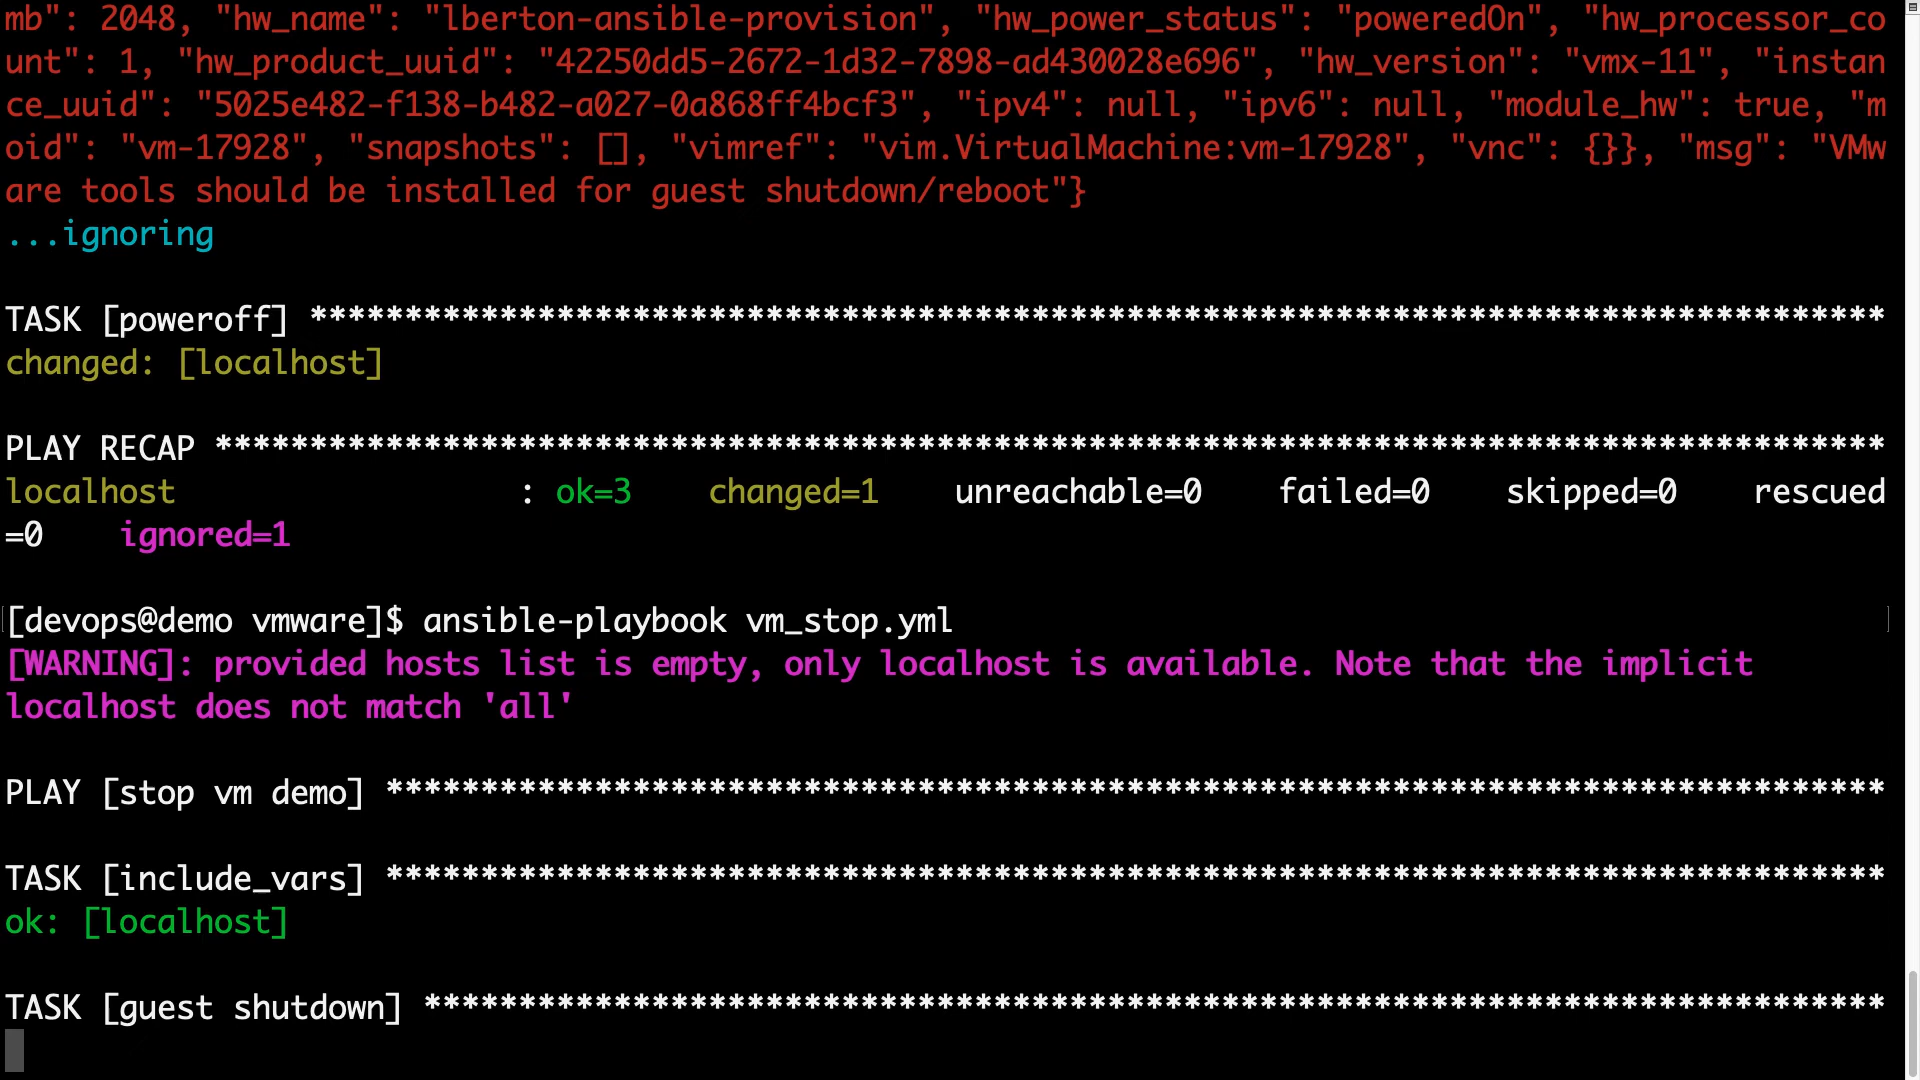 mb": 2048, "hw_name": "lberton-ansible-provision", "hw_power_status": "poweredOn", "hw_processor_co
unt": 1, "hw_product_uuid": "42250dd5-2672-1d32-7898-ad430028e696", "hw_version": "vmx-11", "instan
ce_uuid": "5025e482-f138-b482-a027-0a868ff4bcf3", "ipv4": null, "ipv6": null, "module_hw": true, "m
oid": "vm-17928", "snapshots": [], "vimref": "vim.VirtualMachine:vm-17928", "vnc": {}}, "msg": "VMw
are tools should be installed for guest shutdown/reboot"}
...ignoring
TASK [poweroff] ***********************************************************************************
changed: [localhost]
PLAY RECAP ****************************************************************************************
localhost                  : ok=3    changed=1    unreachable=0    failed=0    skipped=0    rescued
=0    ignored=1
[devops@demo vmware]$ ansible-playbook vm_stop.yml
[WARNING]: provided hosts list is empty, only localhost is available. Note that the implicit
localhost does not match 'all'
PLAY [stop vm demo] *******************************************************************************
TASK [include_vars] *******************************************************************************
ok: [localhost]
TASK [guest shutdown] *****************************************************************************